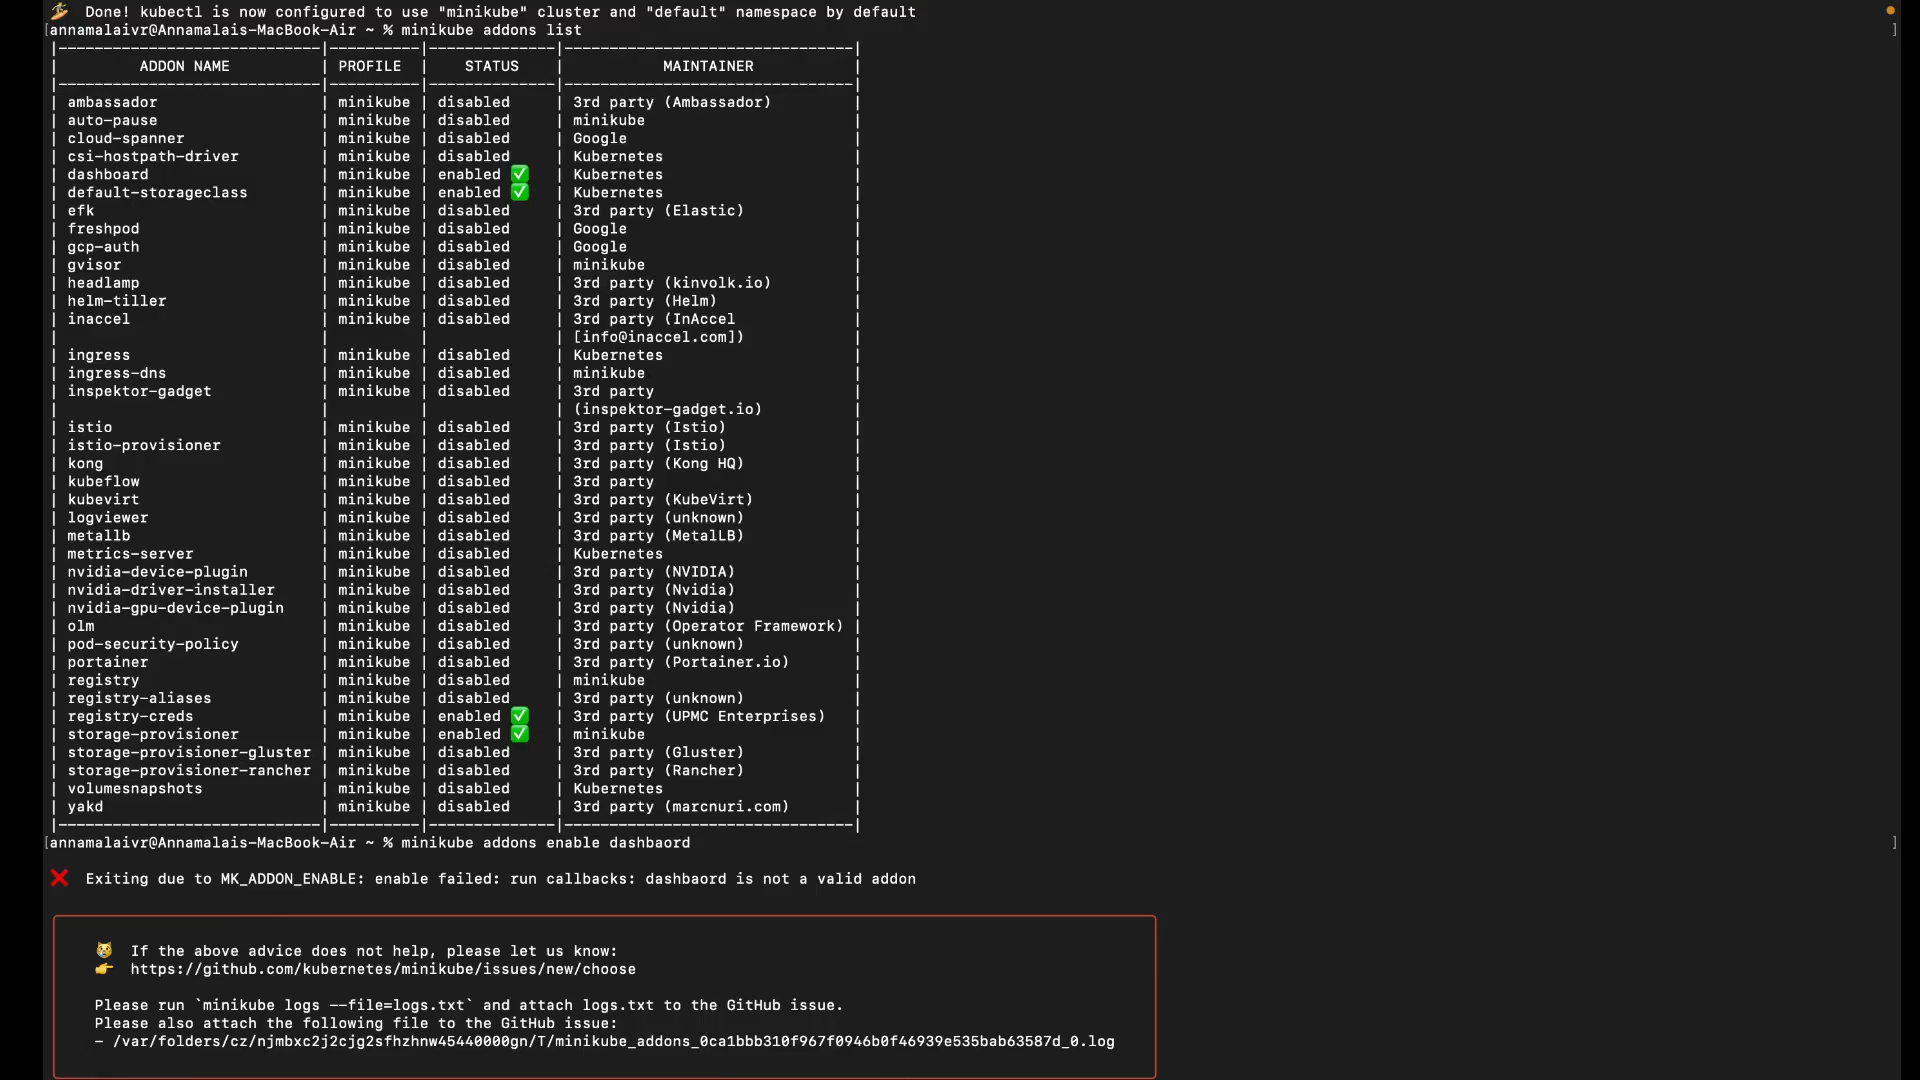 Done! kubectl is now configured to use "minikube" cluster and "default" namespace by default
[annamalaivr@Annamalais-MacBook-Air ~ % minikube addons list ]
|-----------------------------|----------|--------------|--------------------------------|
| ADDON NAME | PROFILE | STATUS | MAINTAINER |
|-----------------------------|----------|--------------|--------------------------------|
| ambassador | minikube | disabled | 3rd party (Ambassador) |
| auto-pause | minikube | disabled | minikube |
| cloud-spanner | minikube | disabled | Google |
| csi-hostpath-driver | minikube | disabled | Kubernetes |
| dashboard | minikube | enabled ✅ | Kubernetes |
| default-storageclass | minikube | enabled ✅ | Kubernetes |
| efk | minikube | disabled | 3rd party (Elastic) |
| freshpod | minikube | disabled | Google |
| gcp-auth | minikube | disabled | Google |
| gvisor | minikube | disabled | minikube |
| headlamp | minikube | disabled | 3rd party (kinvolk.io) |
| helm-tiller | minikube | disabled | 3rd party (Helm) |
| inaccel | minikube | disabled | 3rd party (InAccel |
| | | | [info@inaccel.com]) |
| ingress | minikube | disabled | Kubernetes |
| ingress-dns | minikube | disabled | minikube |
| inspektor-gadget | minikube | disabled | 3rd party |
| | | | (inspektor-gadget.io) |
| istio | minikube | disabled | 3rd party (Istio) |
| istio-provisioner | minikube | disabled | 3rd party (Istio) |
| kong | minikube | disabled | 3rd party (Kong HQ) |
| kubeflow | minikube | disabled | 3rd party |
| kubevirt | minikube | disabled | 3rd party (KubeVirt) |
| logviewer | minikube | disabled | 3rd party (unknown) |
| metallb | minikube | disabled | 3rd party (MetalLB) |
| metrics-server | minikube | disabled | Kubernetes |
| nvidia-device-plugin | minikube | disabled | 3rd party (NVIDIA) |
| nvidia-driver-installer | minikube | disabled | 3rd party (Nvidia) |
| nvidia-gpu-device-plugin | minikube | disabled | 3rd party (Nvidia) |
| olm | minikube | disabled | 3rd party (Operator Framework) |
| pod-security-policy | minikube | disabled | 3rd party (unknown) |
| portainer | minikube | disabled | 3rd party (Portainer.io) |
| registry | minikube | disabled | minikube |
| registry-aliases | minikube | disabled | 3rd party (unknown) |
| registry-creds | minikube | enabled ✅ | 3rd party (UPMC Enterprises) |
| storage-provisioner | minikube | enabled ✅ | minikube |
| storage-provisioner-gluster | minikube | disabled | 3rd party (Gluster) |
| storage-provisioner-rancher | minikube | disabled | 3rd party (Rancher) |
| volumesnapshots | minikube | disabled | Kubernetes |
| yakd | minikube | disabled | 3rd party (marcnuri.com) |
|-----------------------------|----------|--------------|--------------------------------|
[annamalaivr@Annamalais-MacBook-Air ~ % minikube addons enable dashbaord ]
❌ Exiting due to MK_ADDON_ENABLE: enable failed: run callbacks: dashbaord is not a valid addon
If the above advice does not help, please let us know:
https://github.com/kubernetes/minikube/issues/new/choose
Please run `minikube logs --file=logs.txt` and attach logs.txt to the GitHub issue.
Please also attach the following file to the GitHub issue:
- /var/folders/cz/njmbxc2j2cjg2sfhzhnw45440000gn/T/minikube_addons_0ca1bbb310f967f0946b0f46939e535bab63587d_0.log